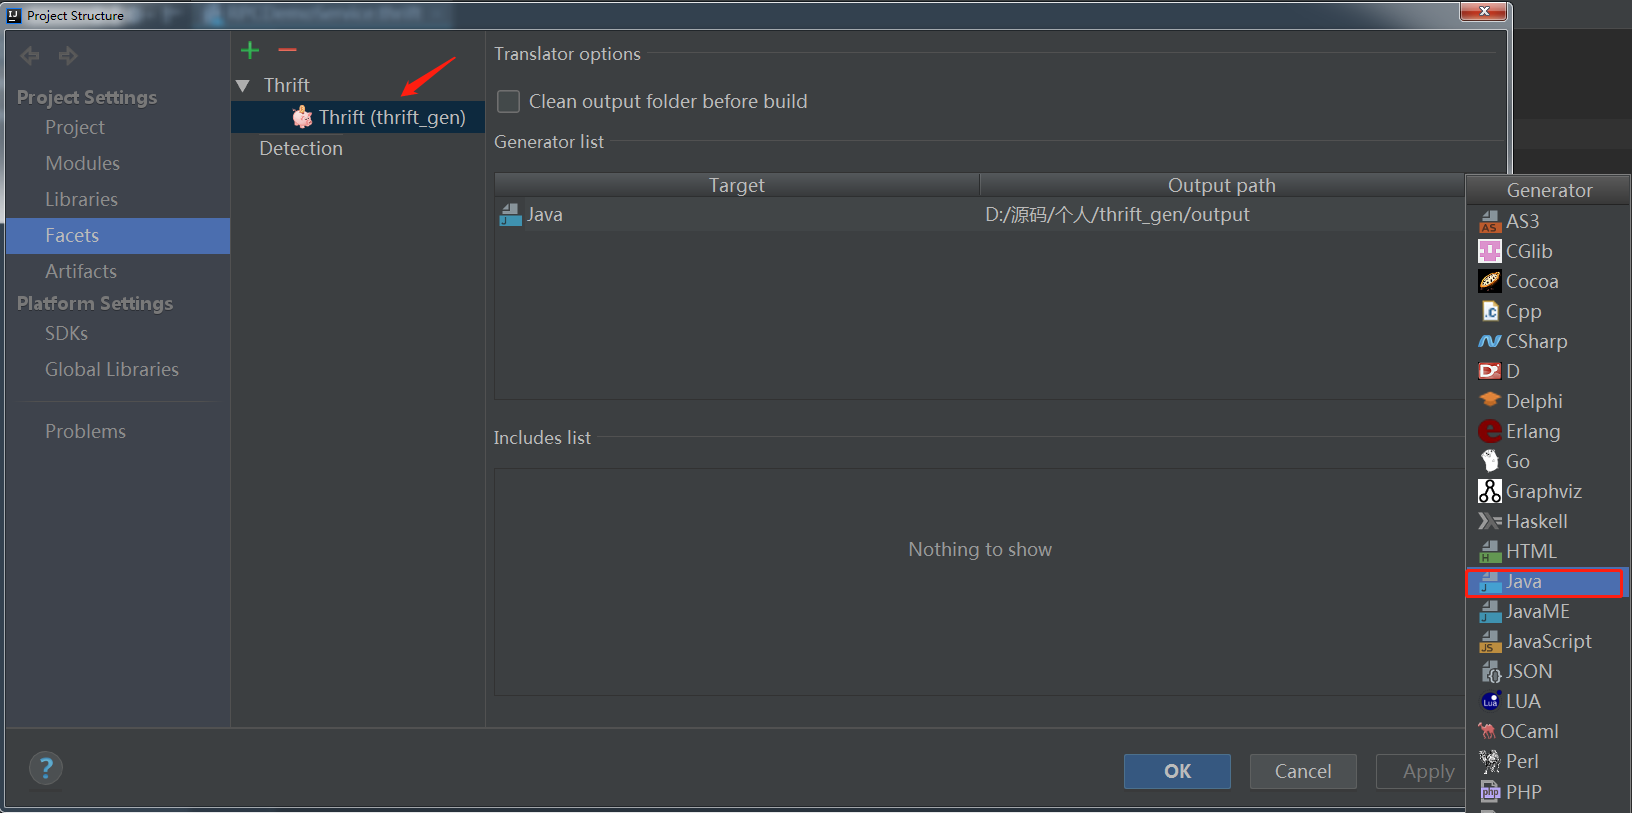 Project Structure
Project Settings
Project
Modules
Libraries
Facets
Artifacts
Platform Settings
SDKs
Global Libraries
Problems
Thrift
Thrift (thrift_gen)
Detection
Translator options
Clean output folder before build
Generator list
Target Output path
Java D:/源码/个人/thrift_gen/output
Includes list
Nothing to show
OK Cancel Apply
Generator
AS3
CGlib
Cocoa
Cpp
CSharp
D
Delphi
Erlang
Go
Graphviz
Haskell
HTML
Java
JavaME
JavaScript
JSON
LUA
OCaml
Perl
PHP